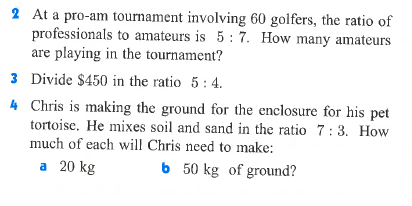 2 At a pro-am tournament involving 60 golfers, the ratio of
professionals to amateurs is 5 : 7. How many amateurs
are playing in the tournament?
3 Divide $450 in the ratio 5 : 4.
4 Chris is making the ground for the enclosure for his pet
tortoise. He mixes soil and sand in the ratio 7 : 3. How
much of each will Chris need to make:
a 20 kg b 50 kg of ground?